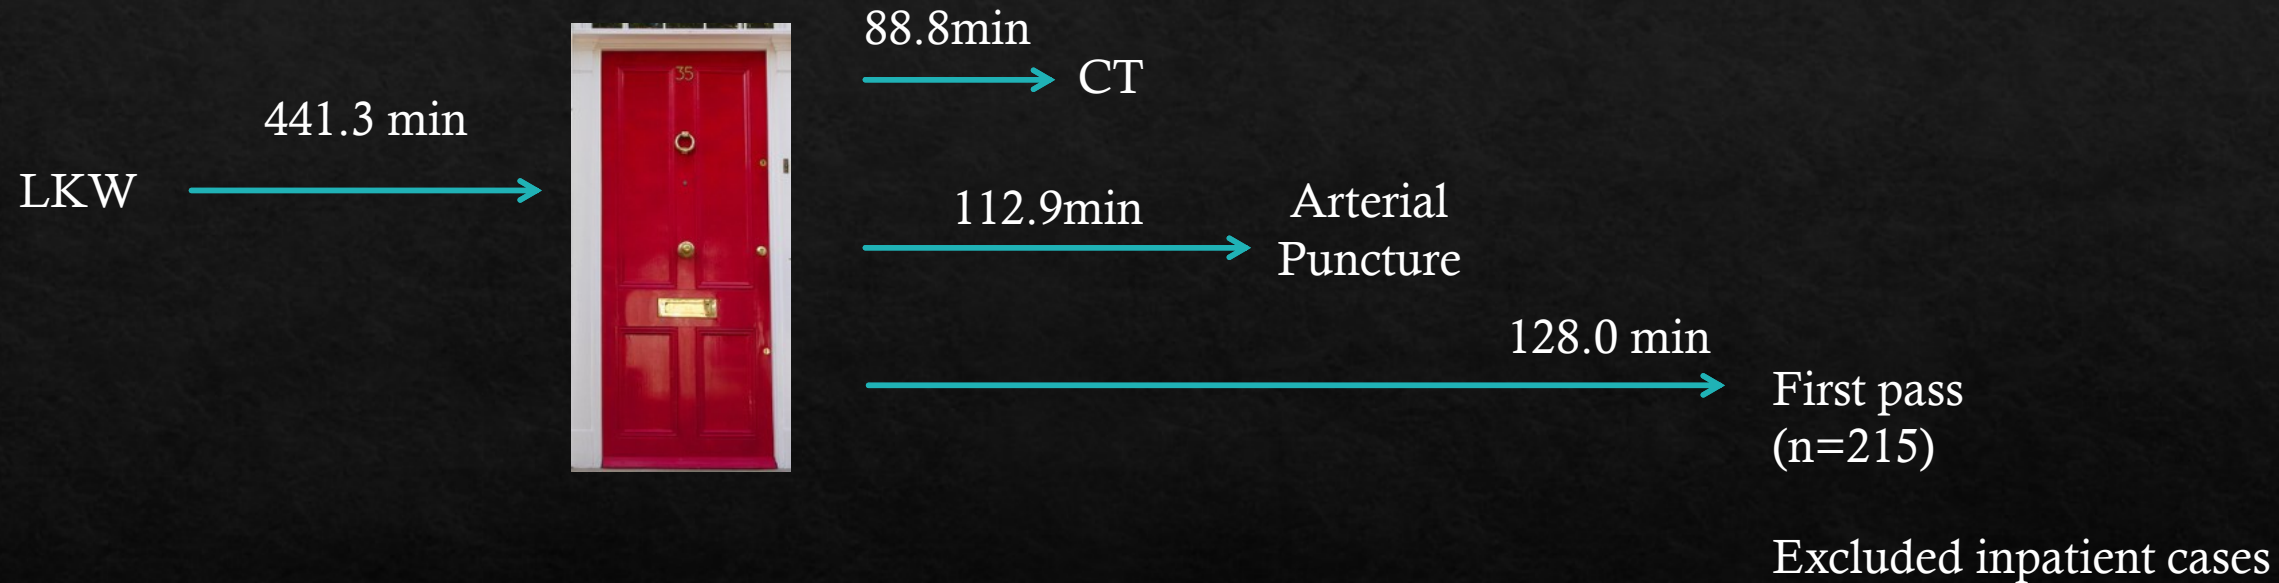 LKW
441.3 min
35
88.8min
CT
112.9min
Arterial
Puncture
128.0 min
First pass
(n=215)
Excluded inpatient cases